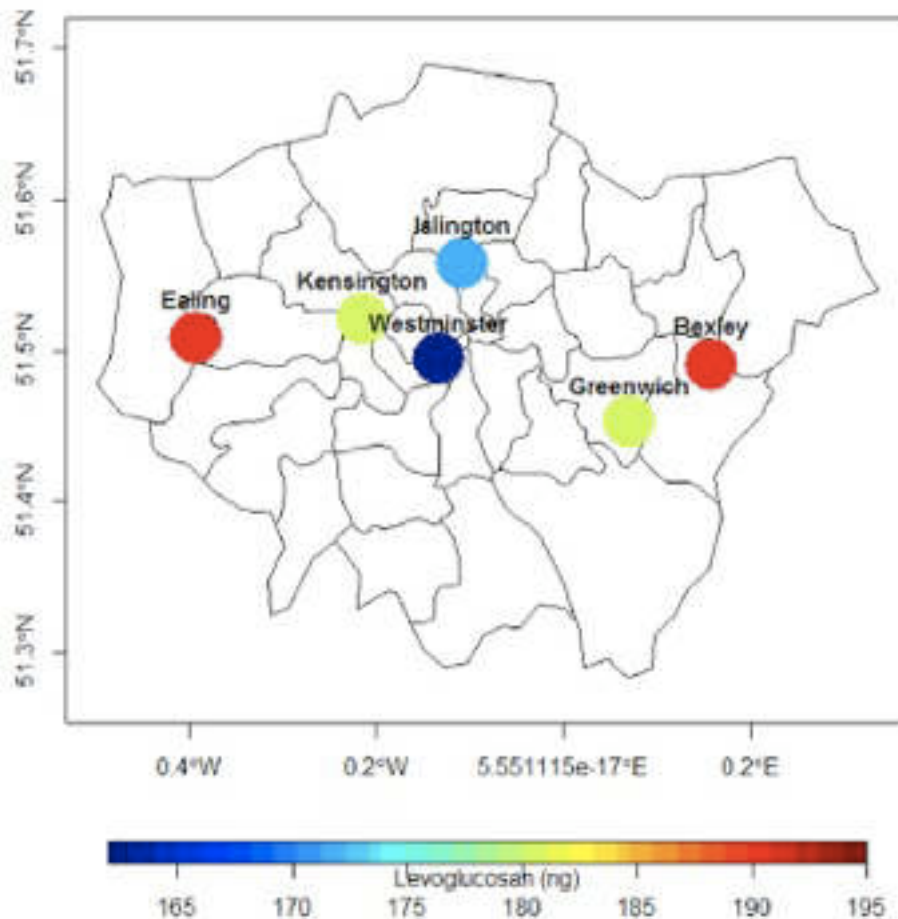 51.7°N
51.6°N
51.5°N
51.4°N
51.3°N
Islington
Kensington
Ealing
Westminster
Bexley
Greenwich
0.4°W 0.2°W 5.551115e-17°E 0.2°E
Levoglucosan (ng)
165 170 175 180 185 190 195